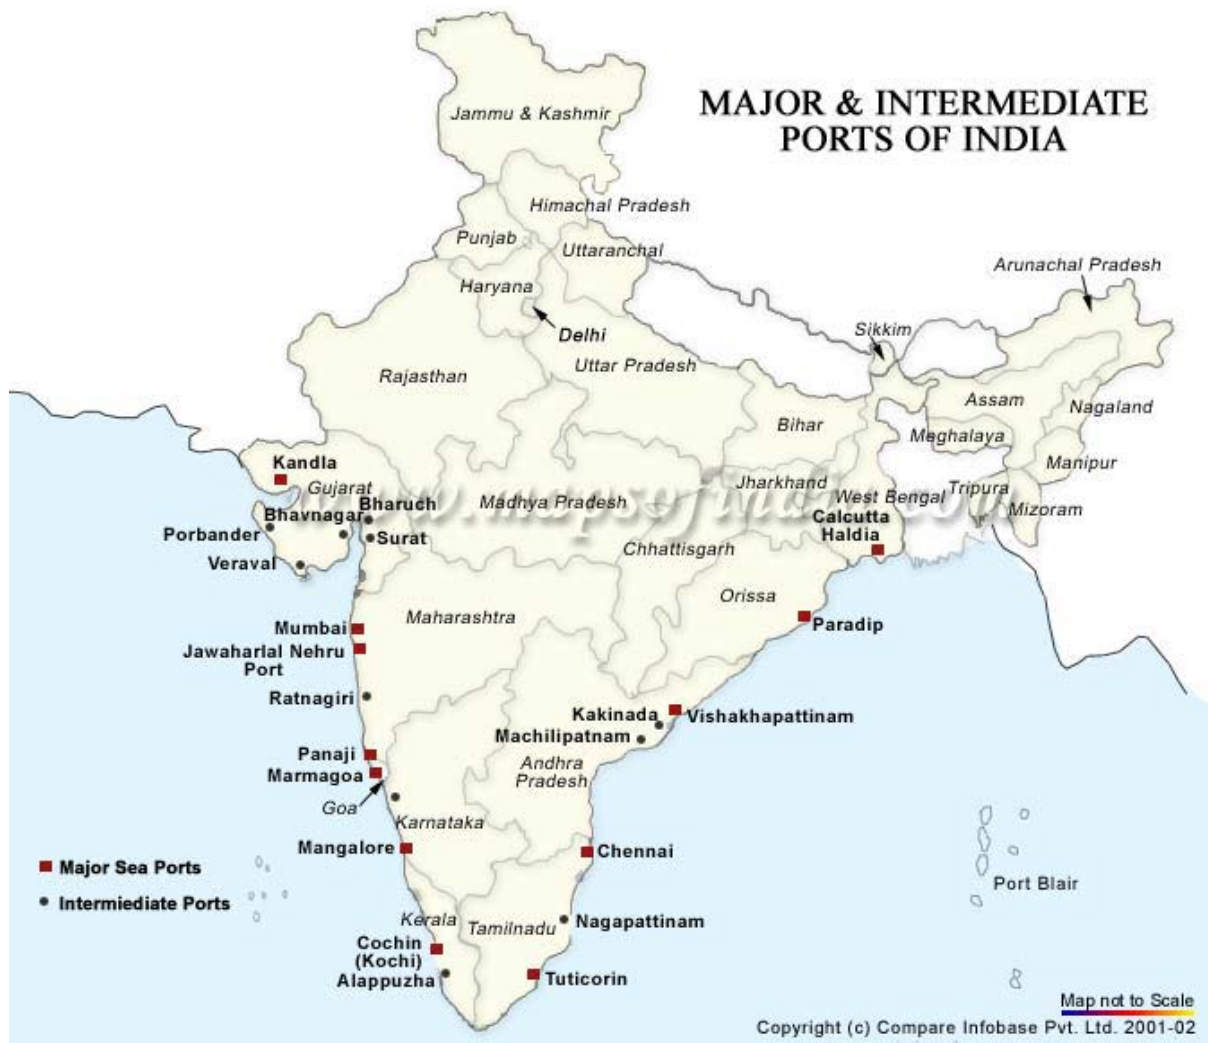 MAJOR & INTERMEDIATE
PORTS OF INDIA
Jammu & Kashmir
Himachal Pradesh
Punjab
Uttaranchal
Haryana
Arunachal Pradesh
Delhi
Sikkim
Uttar Pradesh
Rajasthan
Assam
Nagaland
Bihar
Meghalaya
Manipur
Kandla
Gujarat
Jharkhand
West Bengal
Tripura
Mizoram
www.mapsofindia.com
Madhya Pradesh
Bharuch
Bhavnagar
Calcutta
Haldia
Porbander
Surat
Chhattisgarh
Veraval
Orissa
Maharashtra
Paradip
Mumbai
Jawaharlal Nehru
Port
Ratnagiri
Kakinada
Vishakhapattinam
Machilipatnam
Panaji
Marmagoa
Andhra
Pradesh
Goa
Karnataka
Mangalore
Chennai
Major Sea Ports
Port Blair
Intermiediate Ports
Kerala
Tamilnadu
Nagapattinam
Cochin
(Kochi)
Alappuzha
Tuticorin
Map not to Scale
Copyright (c) Compare Infobase Pvt. Ltd. 2001-02